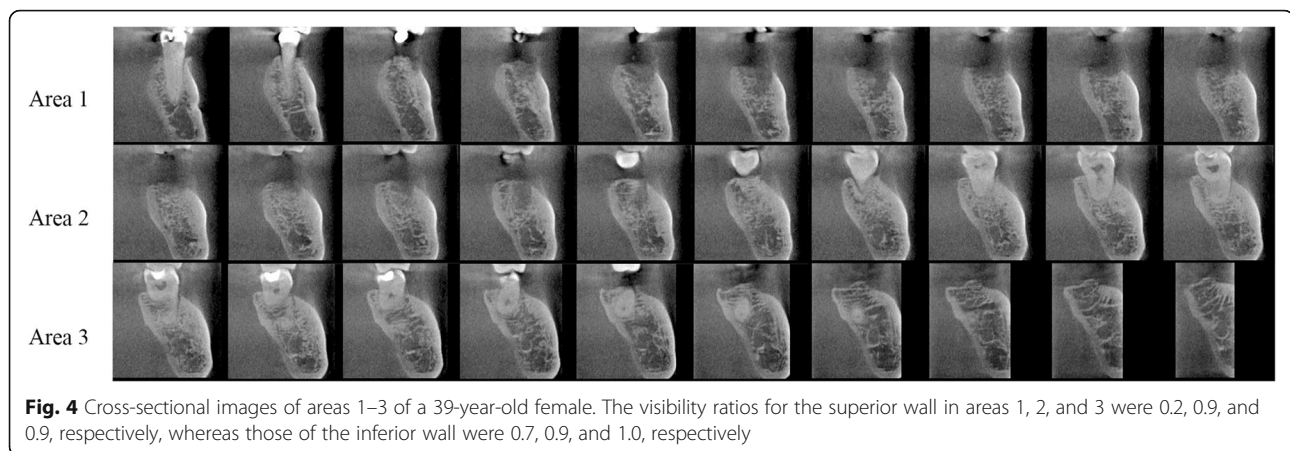 Area 1
Area 2
Area 3
Fig. 4 Cross-sectional images of areas 1–3 of a 39-year-old female. The visibility ratios for the superior wall in areas 1, 2, and 3 were 0.2, 0.9, and
0.9, respectively, whereas those of the inferior wall were 0.7, 0.9, and 1.0, respectively